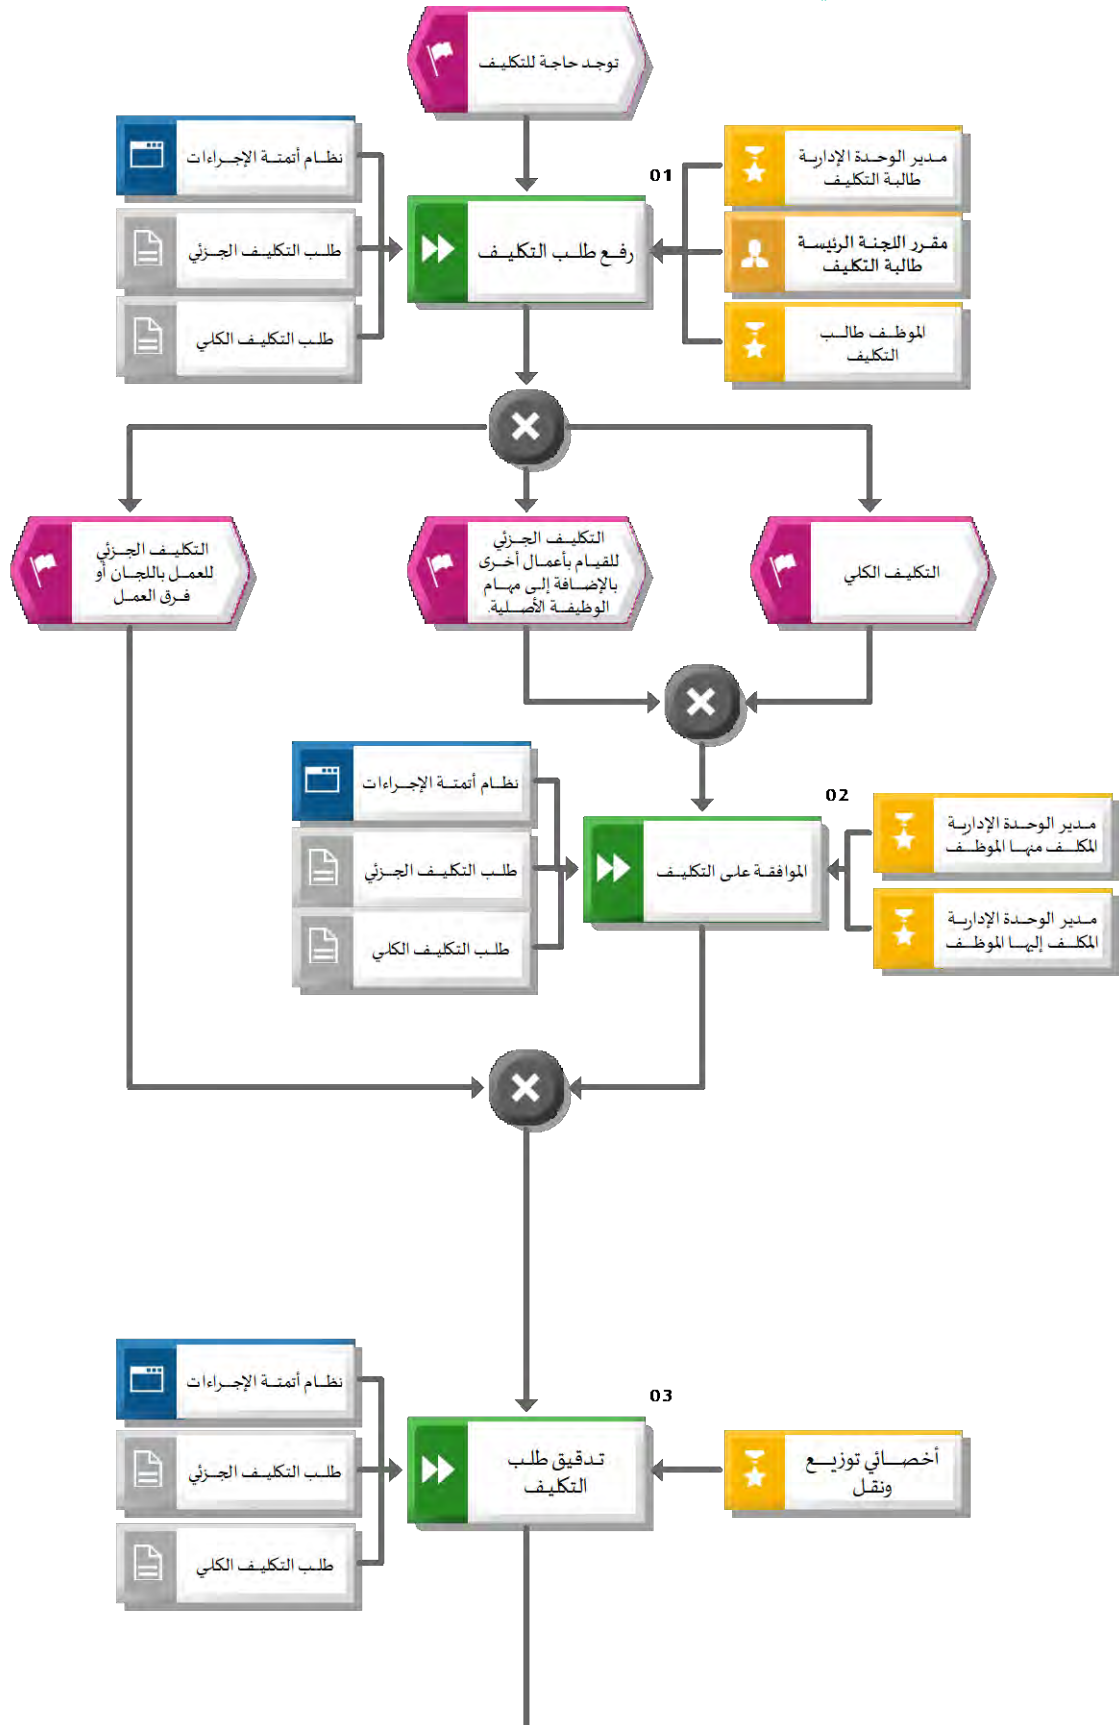 توجد حاجة للتكليف
نظام أتمتة الإجراءات
طلب التكليف الجزئي
طلب التكليف الكلي
01
رفع طلب التكليف
مدير الوحدة الإدارية
طالبة التكليف
مقرر اللجنة الرئيسة
طالبة التكليف
الموظف طالب
التكليف
التكليف الكلي
التكليف الجزئي
للقيام بأعمال أخرى
بالإضافة إلى مهام
الوظيفة الأصلية.
التكليف الجزئي
للعمل باللجان أو
فرق العمل
نظام أتمتة الإجراءات
طلب التكليف الجزئي
طلب التكليف الكلي
02
الموافقة على التكليف
مدير الوحدة الإدارية
المكلف منها الموظف
مدير الوحدة الإدارية
المكلف إليها الموظف
نظام أتمتة الإجراءات
طلب التكليف الجزئي
طلب التكليف الكلي
03
تدقيق طلب
التكليف
أخصائي توزيع
ونقل